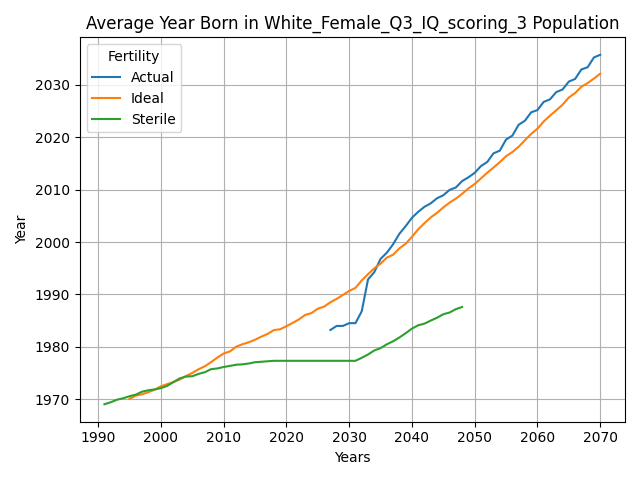 Average Year Born in White_Female_Q3_IQ_scoring_3 Population
Fertility
Actual
Ideal
Sterile
Year
2030
2020
2010
2000
1990
1980
1970
1990 2000 2010 2020 2030 2040 2050 2060 2070
Years